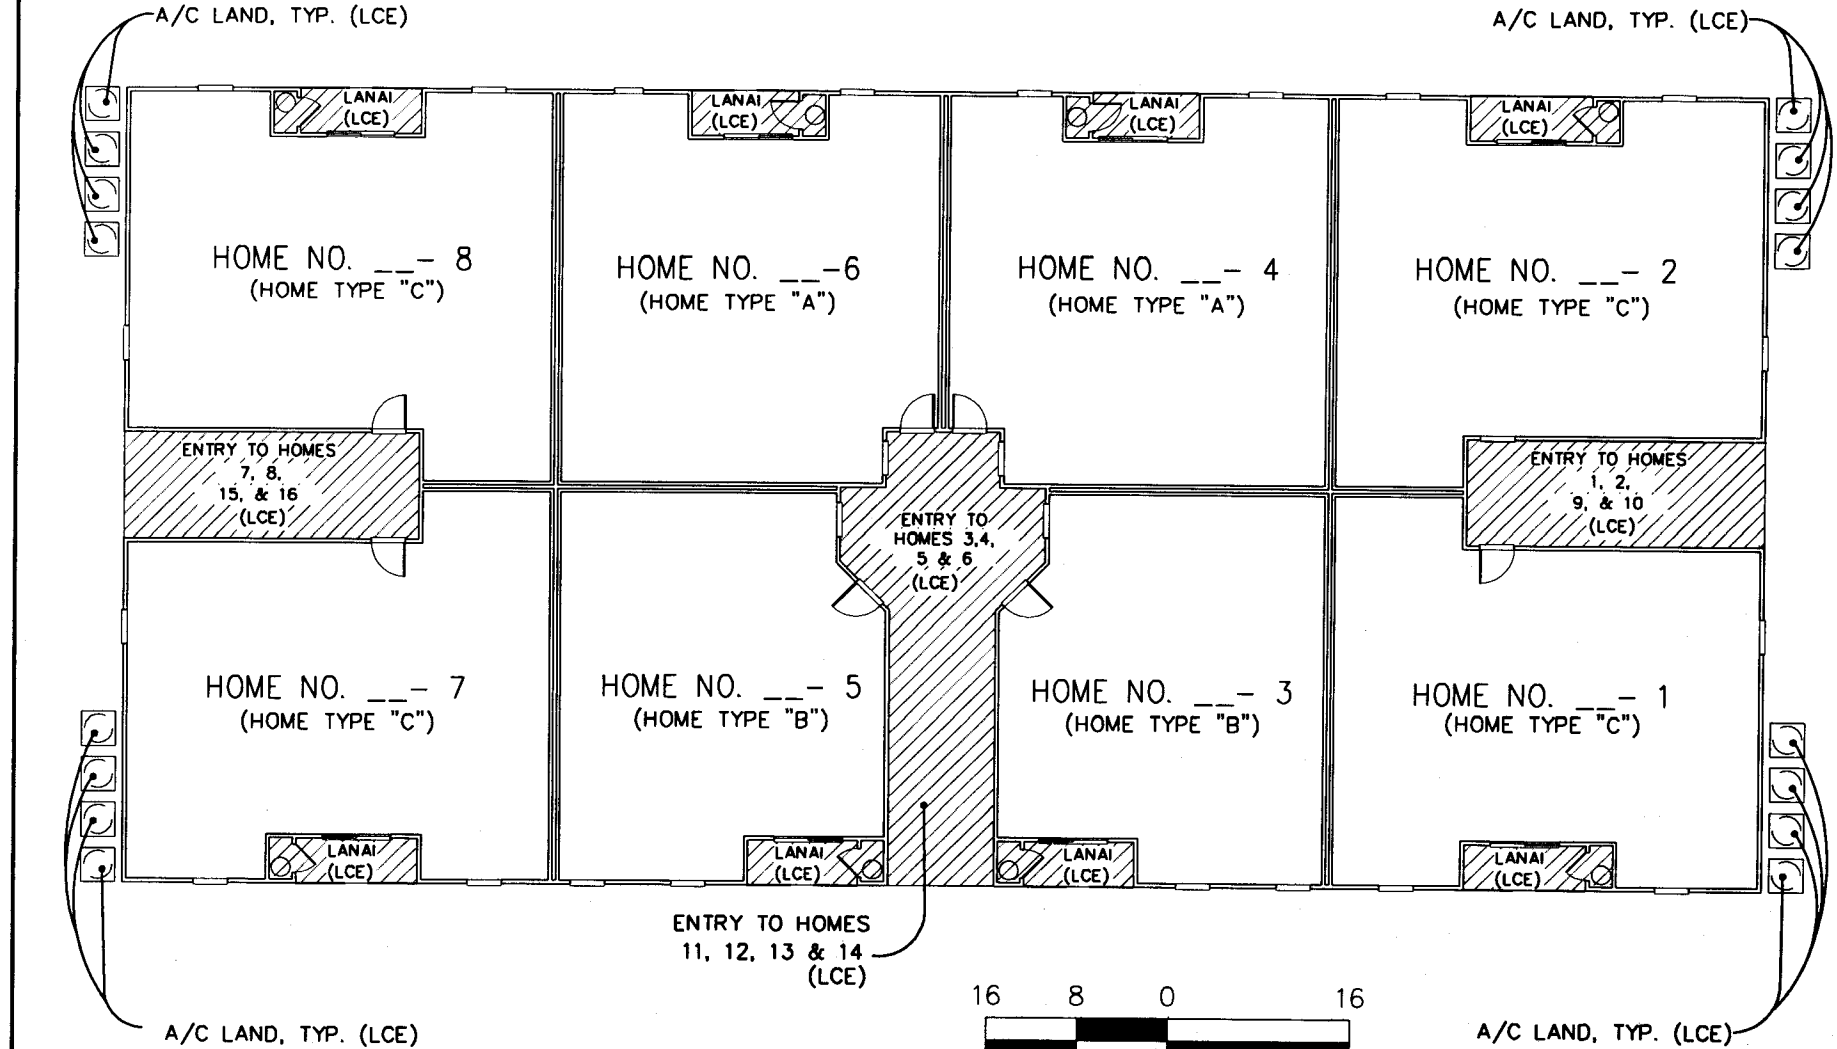 A/C LAND, TYP. (LCE)
A/C LAND, TYP. (LCE)
LANAI
(LCE)
LANAI
(LCE)
LANAI
(LCE)
LANAI
(LCE)
HOME NO. __- 8
(HOME TYPE "C")
HOME NO. __-6
(HOME TYPE "A")
HOME NO. __- 4
(HOME TYPE "A")
HOME NO. __- 2
(HOME TYPE "C")
ENTRY TO HOMES
7, 8,
15, & 16
(LCE)
ENTRY TO
HOMES 3,4,
5 & 6
(LCE)
ENTRY TO HOMES
1, 2,
9, & 10
(LCE)
HOME NO. __- 7
(HOME TYPE "C")
HOME NO. __- 5
(HOME TYPE "B")
HOME NO. __- 3
(HOME TYPE "B")
HOME NO. __- 1
(HOME TYPE "C")
LANAI
(LCE)
LANAI
(LCE)
LANAI
(LCE)
LANAI
(LCE)
ENTRY TO HOMES
11, 12, 13 & 14
(LCE)
16 8 0 16
A/C LAND, TYP. (LCE)
A/C LAND, TYP. (LCE)